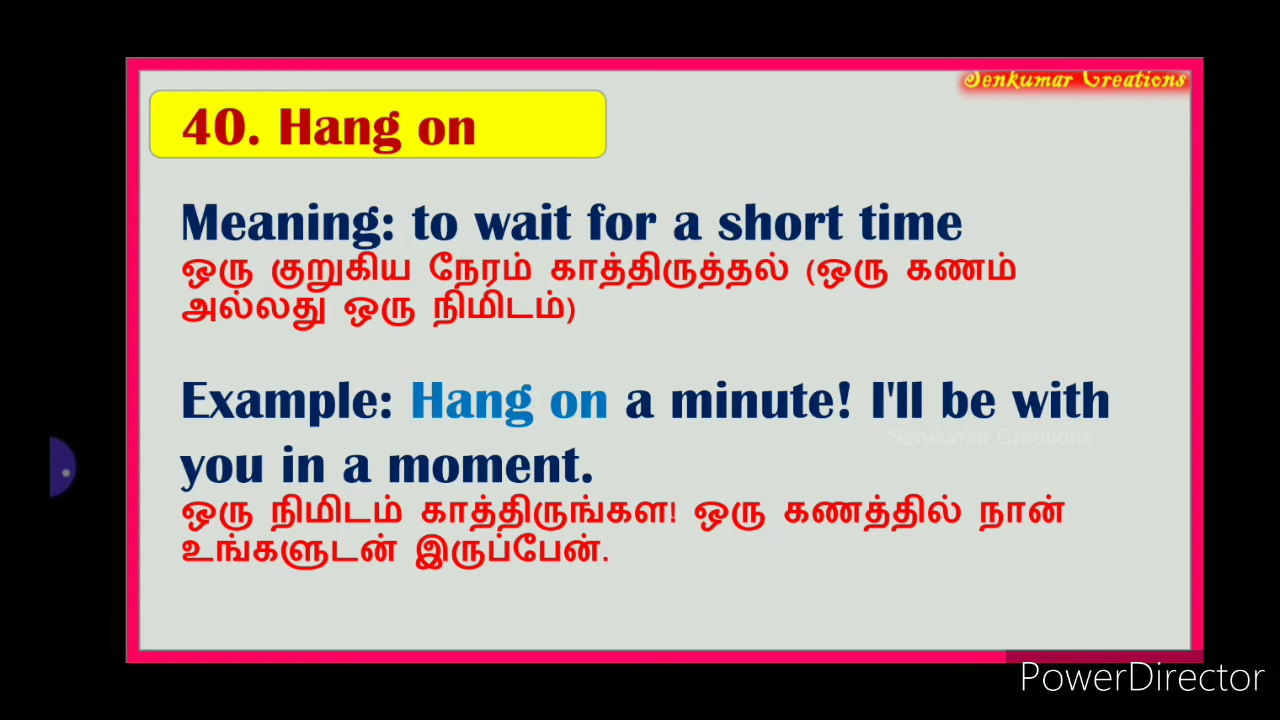 Senkumar Creations
40. Hang on
Meaning: to wait for a short time
ஒரு குறுகிய நேரம் காத்திருத்தல் (ஒரு கணம்
அல்லது ஒரு நிமிடம்)
Example: Hang on a minute! I'll be with
Senkumar Creations
you in a moment.
ஒரு நிமிடம் காத்திருங்கள! ஒரு கணத்தில் நான்
உங்களுடன் இருப்பேன்.
PowerDirector